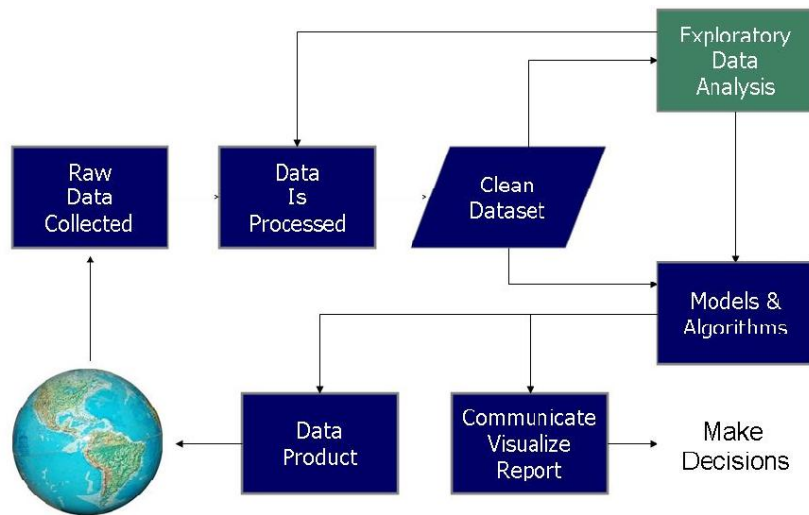 Exploratory
Data
Analysis
Raw
Data
Collected
Data
Is
Processed
Clean
Dataset
Models &
Algorithms
Data
Product
Communicate
Visualize
Report
Make
Decisions